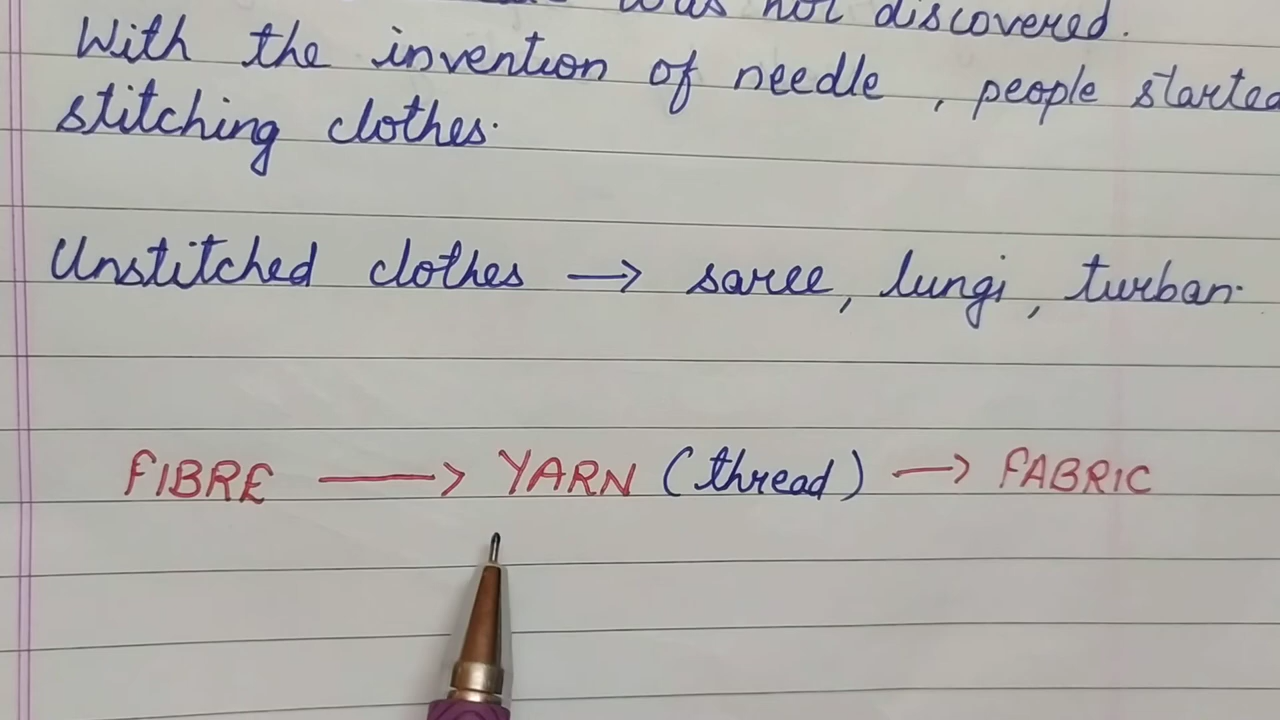 was not discovered.
With the invention of needle, people started
stitching clothes.
Unstitched clothes → saree, lungi, turban.
FIBRE → YARN (thread) → FABRIC